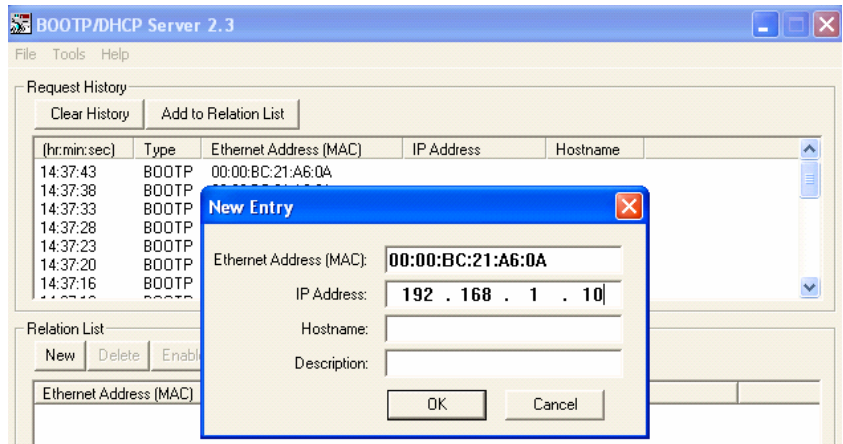 BOOTP/DHCP Server 2.3
File Tools Help
Request History
Clear History Add to Relation List
(hr:min:sec) Type Ethernet Address (MAC) IP Address Hostname
14:37:43 BOOTP 00:00:BC:21:A6:0A
14:37:38 BOOTP
14:37:33 BOOTP
14:37:28 BOOTP
14:37:23 BOOTP
14:37:20 BOOTP
14:37:16 BOOTP
New Entry
Ethernet Address (MAC): 00:00:BC:21:A6:0A
IP Address: 192 . 168 . 1 . 10
Hostname:
Description:
OK Cancel
Relation List
New Delete
Ethernet Address (MAC)